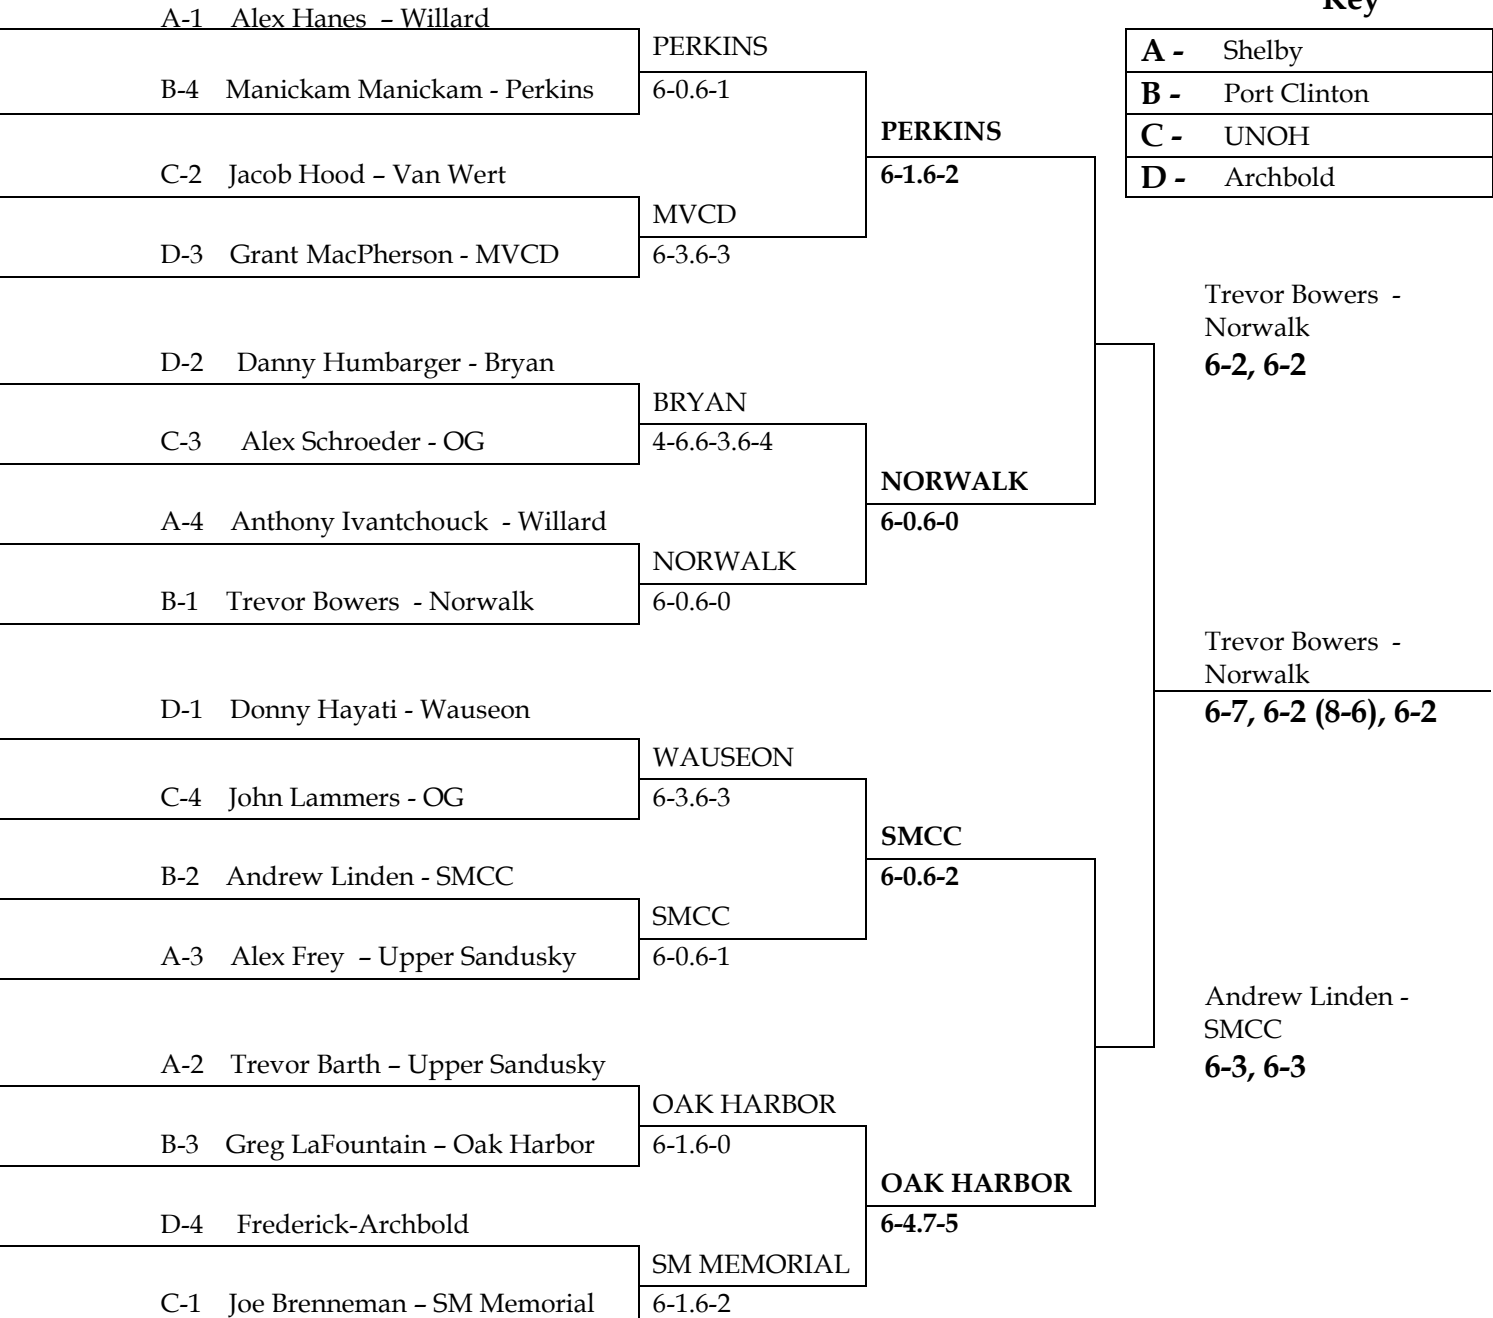 Key
A-1 Alex Hanes – Willard
PERKINS
A - Shelby
B-4 Manickam Manickam - Perkins
6-0.6-1
B - Port Clinton
PERKINS
C - UNOH
C-2 Jacob Hood – Van Wert
6-1.6-2
D - Archbold
MVCD
D-3 Grant MacPherson - MVCD
6-3.6-3
Trevor Bowers -
Norwalk
6-2, 6-2
D-2 Danny Humbarger - Bryan
BRYAN
C-3 Alex Schroeder - OG
4-6.6-3.6-4
NORWALK
A-4 Anthony Ivantchouck - Willard
6-0.6-0
NORWALK
B-1 Trevor Bowers - Norwalk
6-0.6-0
Trevor Bowers -
Norwalk
6-7, 6-2 (8-6), 6-2
D-1 Donny Hayati - Wauseon
WAUSEON
C-4 John Lammers - OG
6-3.6-3
SMCC
B-2 Andrew Linden - SMCC
6-0.6-2
SMCC
A-3 Alex Frey – Upper Sandusky
6-0.6-1
Andrew Linden -
SMCC
6-3, 6-3
A-2 Trevor Barth – Upper Sandusky
OAK HARBOR
B-3 Greg LaFountain – Oak Harbor
6-1.6-0
OAK HARBOR
D-4 Frederick-Archbold
6-4.7-5
SM MEMORIAL
C-1 Joe Brenneman – SM Memorial
6-1.6-2